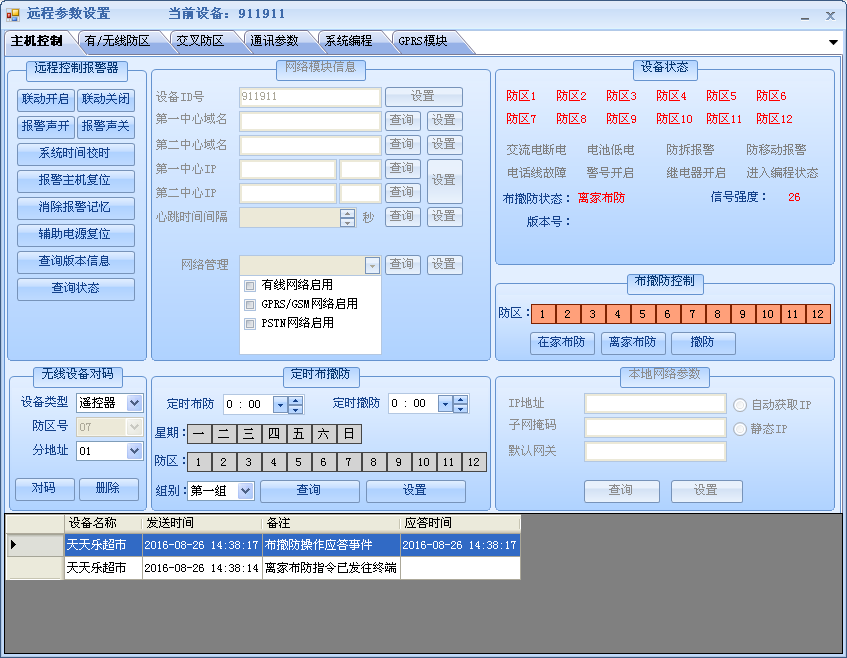 远程参数设置 当前设备：911911
主机控制 有/无线防区 交叉防区 通讯参数 系统编程 GPRS模块
远程控制报警器
联动开启 联动关闭
报警声开 报警声关
系统时间校时
报警主机复位
消除报警记忆
辅助电源复位
查询版本信息
查询状态
网络模块信息
设备ID号 911911 设置
第一中心域名 查询 设置
第二中心域名 查询 设置
第一中心IP 查询 设置
第二中心IP 查询
心跳时间间隔 秒 查询 设置
网络管理 查询 设置
有线网络启用
GPRS/GSM网络启用
PSTN网络启用
设备状态
防区1 防区2 防区3 防区4 防区5 防区6
防区7 防区8 防区9 防区10 防区11 防区12
交流电断电 电池低电 防拆报警 防移动报警
电话线故障 警号开启 继电器开启 进入编程状态
布撤防状态：离家布防 信号强度： 26
版本号：
布撤防控制
防区： 1 2 3 4 5 6 7 8 9 10 11 12
在家布防 离家布防 撤防
无线设备对码
设备类型 遥控器
防区号 07
分地址 01
对码 删除
定时布撤防
定时布防 0 : 00 定时撤防 0 : 00
星期： 一 二 三 四 五 六 日
防区： 1 2 3 4 5 6 7 8 9 10 11 12
组别： 第一组 查询 设置
本地网络参数
IP地址 自动获取IP
子网掩码 静态IP
默认网关
查询 设置
设备名称 发送时间 备注 应答时间
天天乐超市 2016-08-26 14:38:17 布撤防操作应答事件 2016-08-26 14:38:17
天天乐超市 2016-08-26 14:38:14 离家布防指令已发往终端